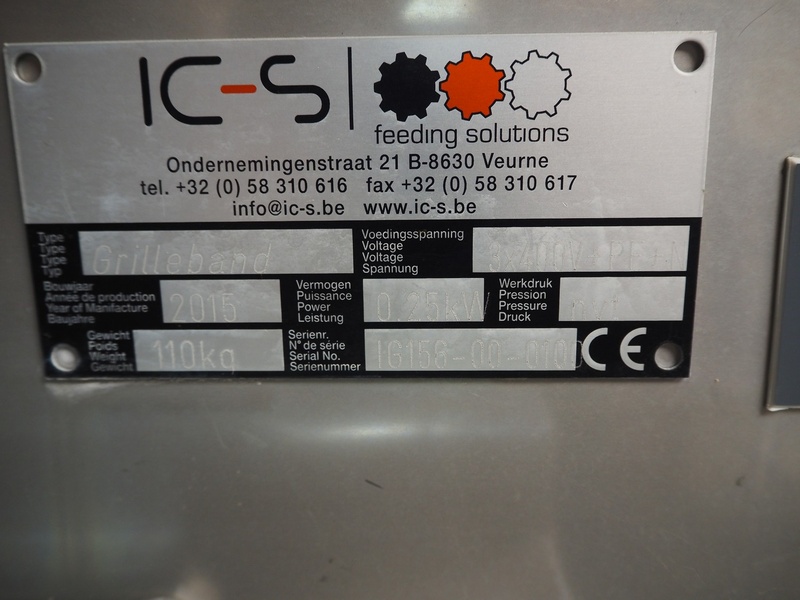 IC-S
feeding solutions
Ondernemingenstraat 21 B-8630 Veurne
tel. +32 (0) 58 310 616 fax +32 (0) 58 310 617
info@ic-s.be www.ic-s.be
Type
Type
Type
Typ
Grilleband
Voedingsspanning
Voltage
Voltage
Spannung
Bouwjaar
Année de production
Year of Manufacture
Baujahre
2015
Vermogen
Puissance
Power
Leistung
0,25kW
Werkdruk
Pression
Pressure
Druck
Gewicht
Poids
Weight
Gewicht
110kg
Serienr.
N° de série
Serial No.
Serienummer
CE